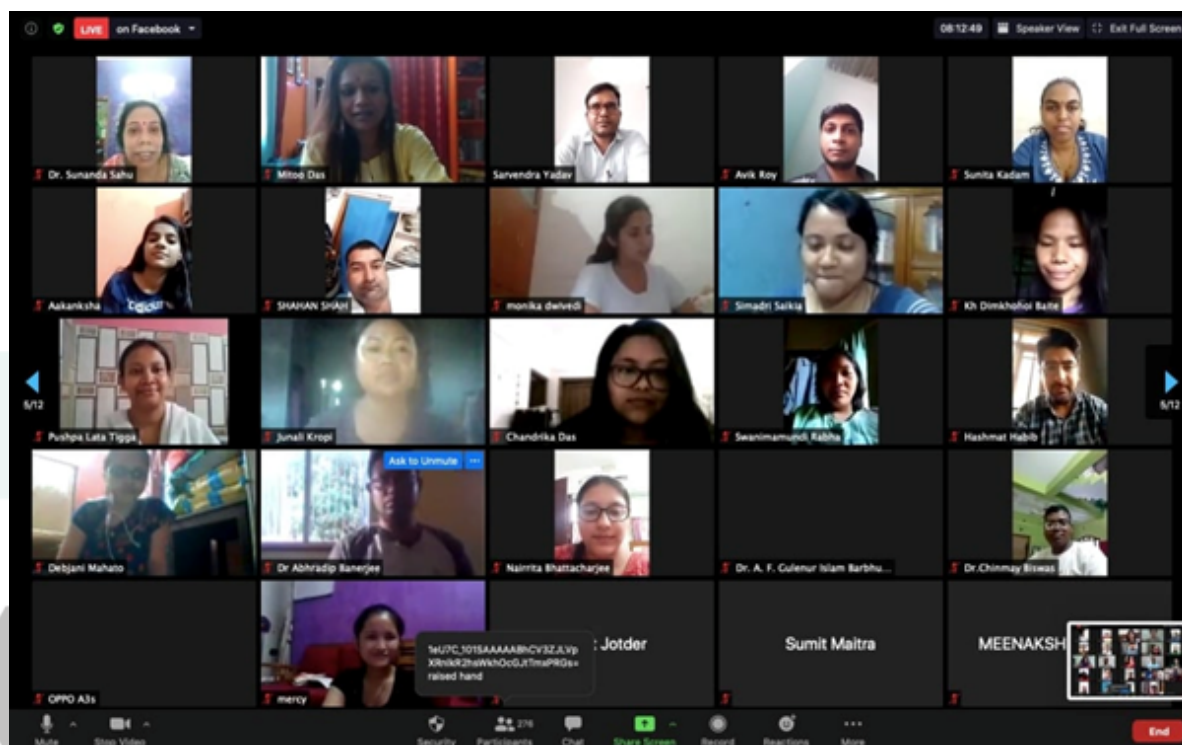 LIVE on Facebook
08:12:49 Speaker View Exit Full Screen
Dr. Sunanda Sahu
Mitoo Das
Sarvendra Yadav
Avik Roy
Sunita Kadam
Aakanksha
SHAHAN SHAH
monika dwivedi
Simadri Saikia
Kh Dimkhohoi Baite
5/12
5/12
Pushpa Lata Tigga
Junali Kropi
Chandrika Das
Swanimamundi Rabha
Hashmat Habib
Ask to Unmute
Debjani Mahato
Dr Abhradip Banerjee
Nairrita Bhattacharjee
Dr. A. F. Gulenur Islam Barbhu...
Dr.Chinmay Biswas
Jotder
Sumit Maitra
MEENAKSH
raised hand
OPPO A3s
mercy
276
Mute
Stop Video
Security
Participants
Chat
Share Screen
Record
Reactions
More
End